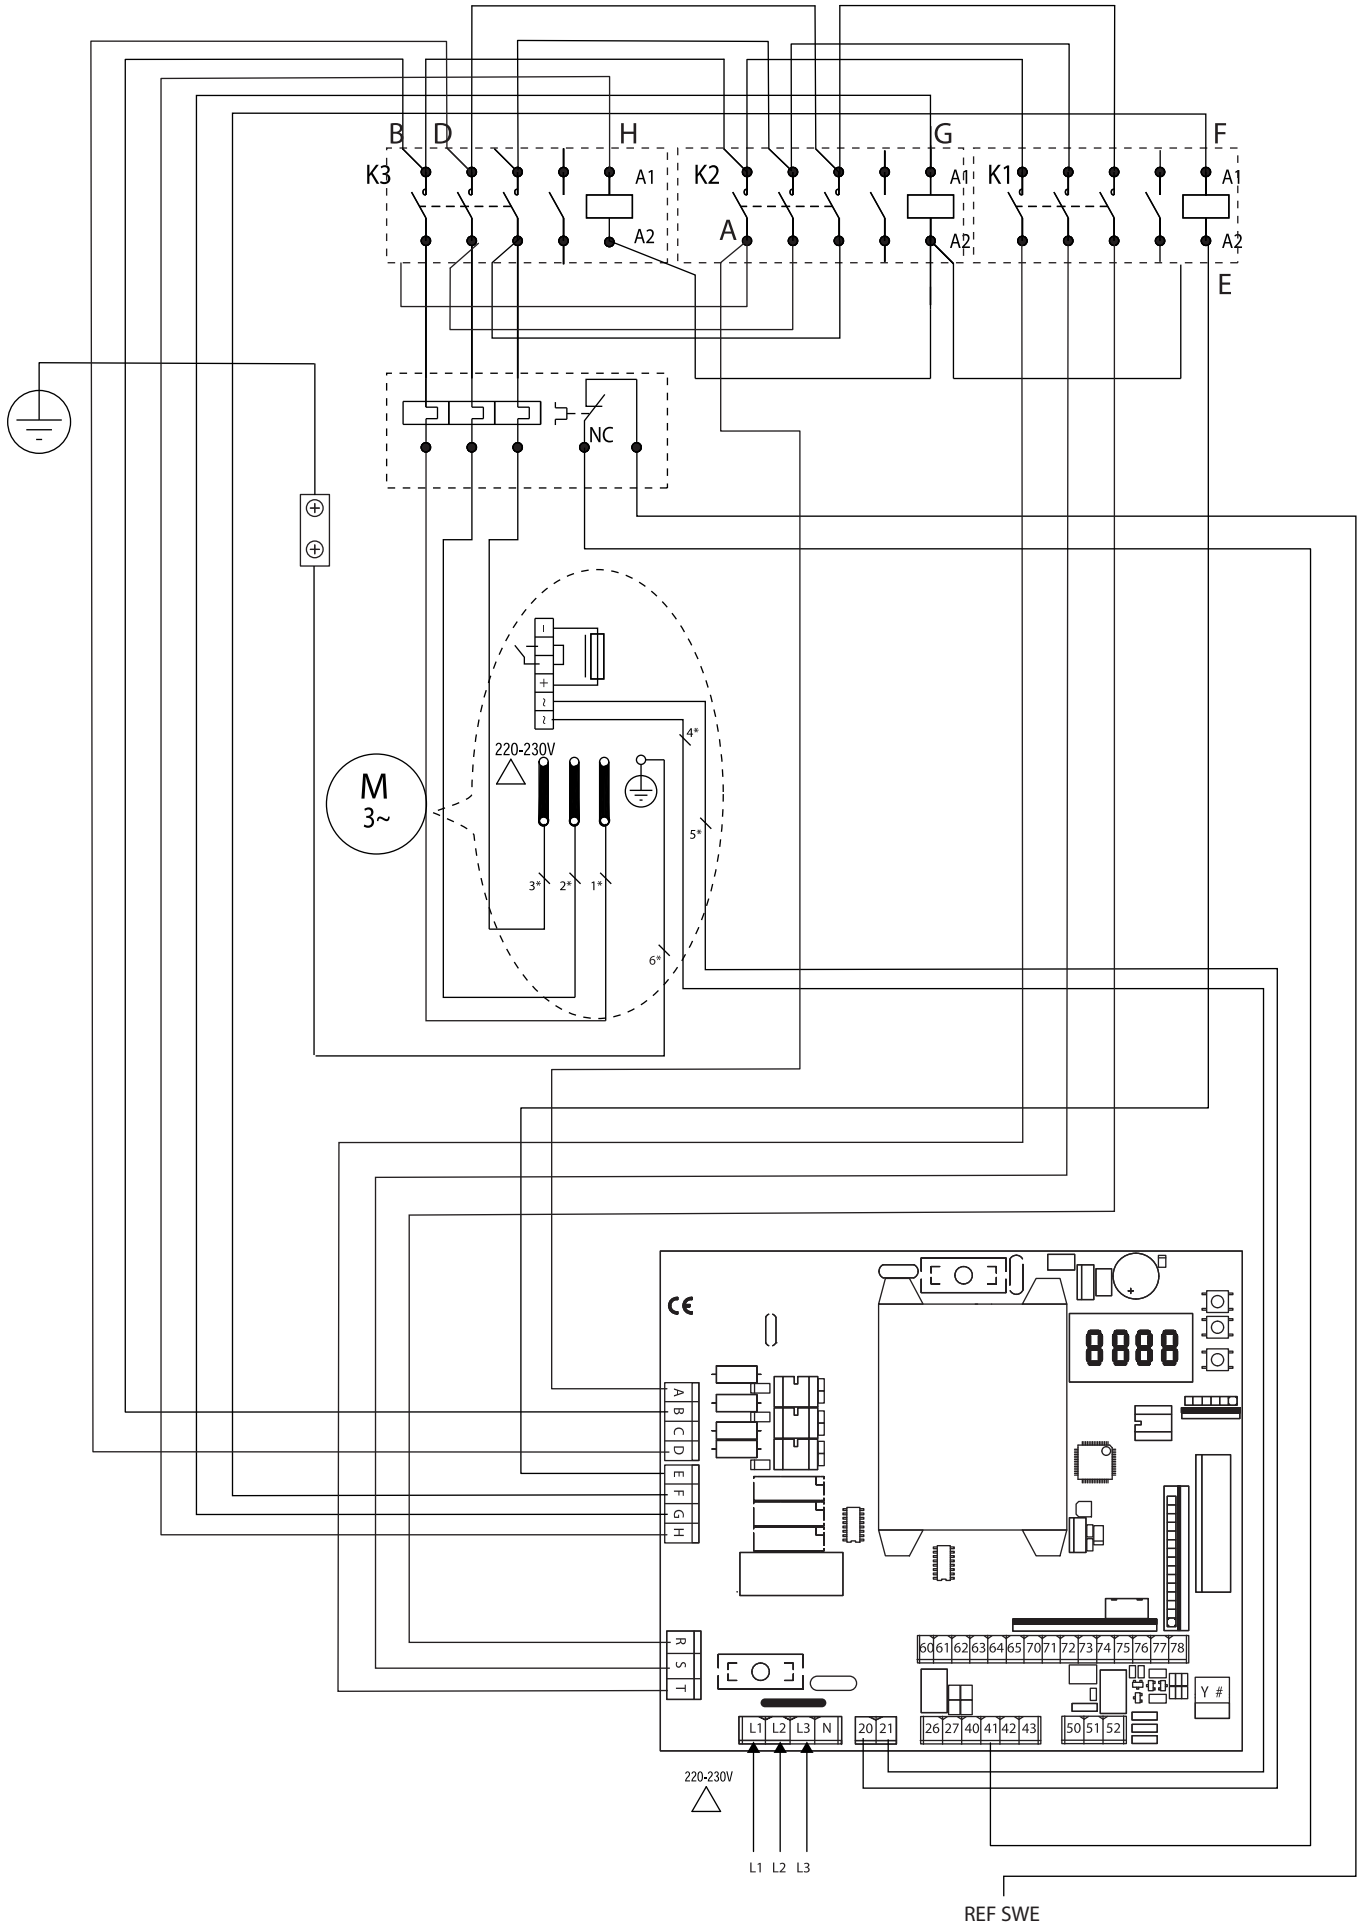 B D H G F
K3 A1 K2 A1 K1 A1
A2 A A2 A2
E
NC
220-230V
4*
M
3~
5*
3* 2* 1*
6*
CE
8888
A
B
C
D
E
F
G
H
R
S
T
60 61 62 63 64 65 70 71 72 73 74 75 76 77 78
Y #
L1 L2 L3 N 20 21 26 27 40 41 42 43 50 51 52
220-230V
L1 L2 L3
REF SWE